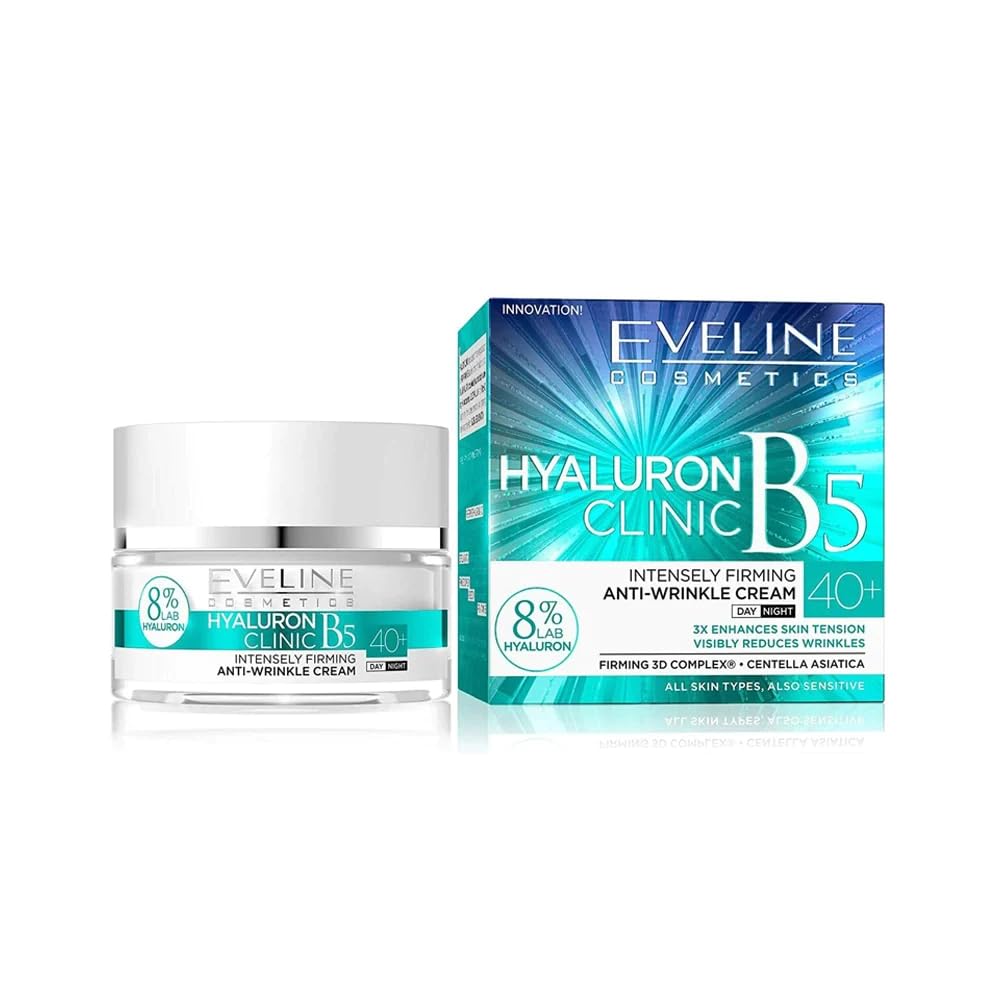 EVELINE
COSMETICS
8%
LAB
HYALURON
HYALURON
CLINIC B5
40+
INTENSELY FIRMING
ANTI-WRINKLE CREAM
DAY NIGHT
INNOVATION!
EVELINE
COSMETICS
HYALURON
CLINIC B5
INTENSELY FIRMING
ANTI-WRINKLE CREAM
DAY NIGHT
40+
8%
LAB
HYALURON
3X ENHANCES SKIN TENSION
VISIBLY REDUCES WRINKLES
FIRMING 3D COMPLEX® • CENTELLA ASIATICA
ALL SKIN TYPES, ALSO SENSITIVE